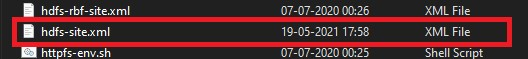 hdfs-rbf-site.xml 07-07-2020 00:26 XML File
hdfs-site.xml 19-05-2021 17:58 XML File
httpfs-env.sh 07-07-2020 00:25 Shell Script